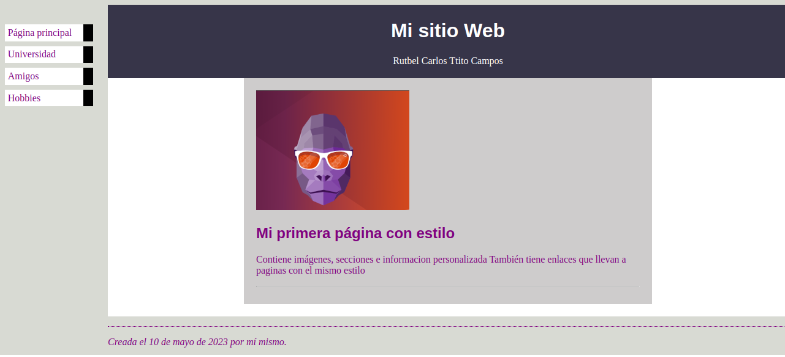 Página principal
Universidad
Amigos
Hobbies
Mi sitio Web
Rutbel Carlos Ttito Campos
Mi primera página con estilo
Contiene imágenes, secciones e informacion personalizada También tiene enlaces que llevan a
paginas con el mismo estilo
Creada el 10 de mayo de 2023 por mi mismo.